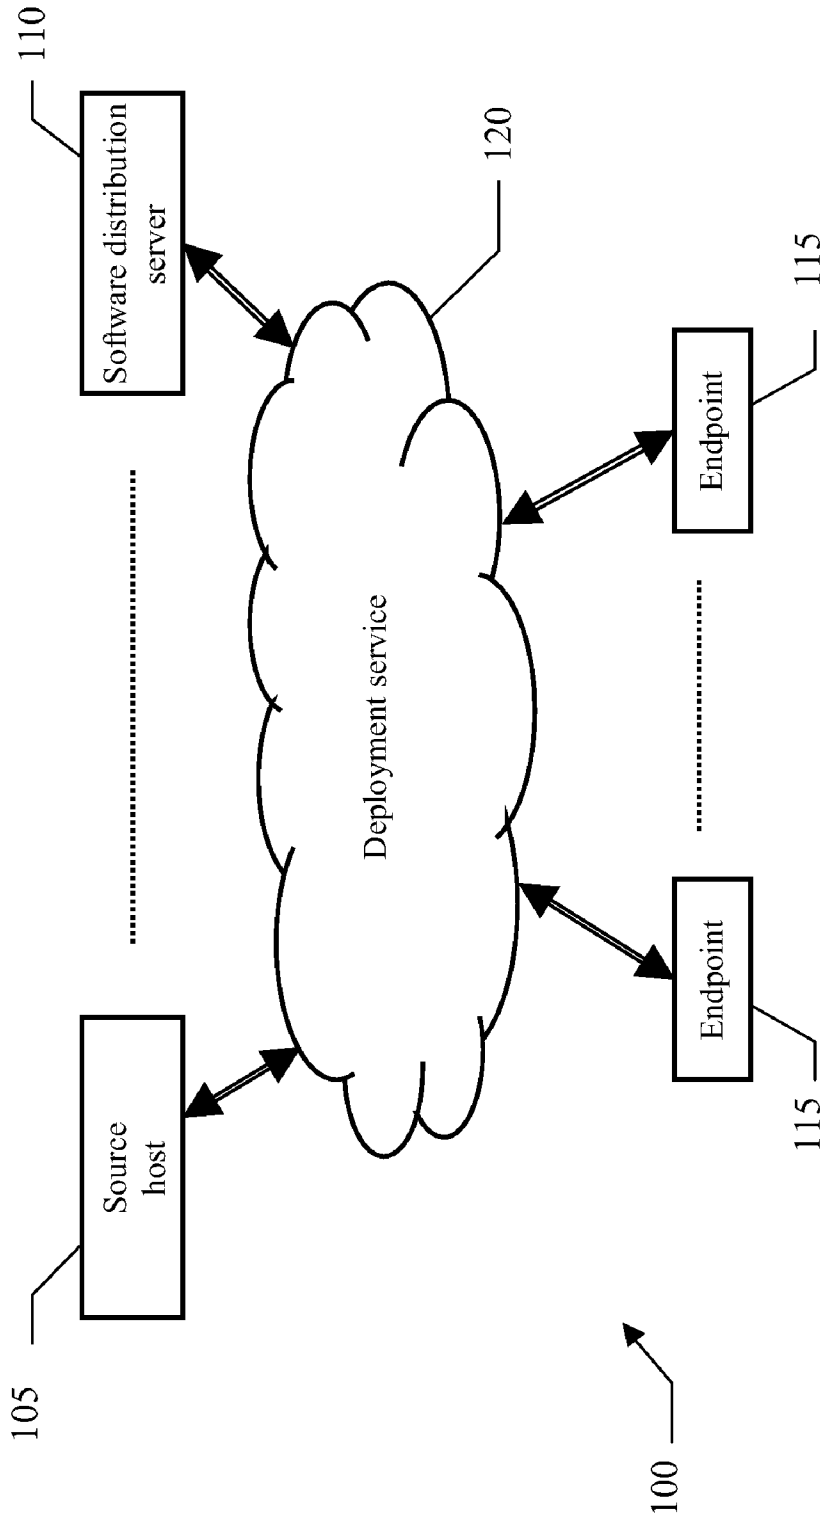 105
110
Source
host
Software distribution
server
120
Deployment service
Endpoint
Endpoint
100
115
115